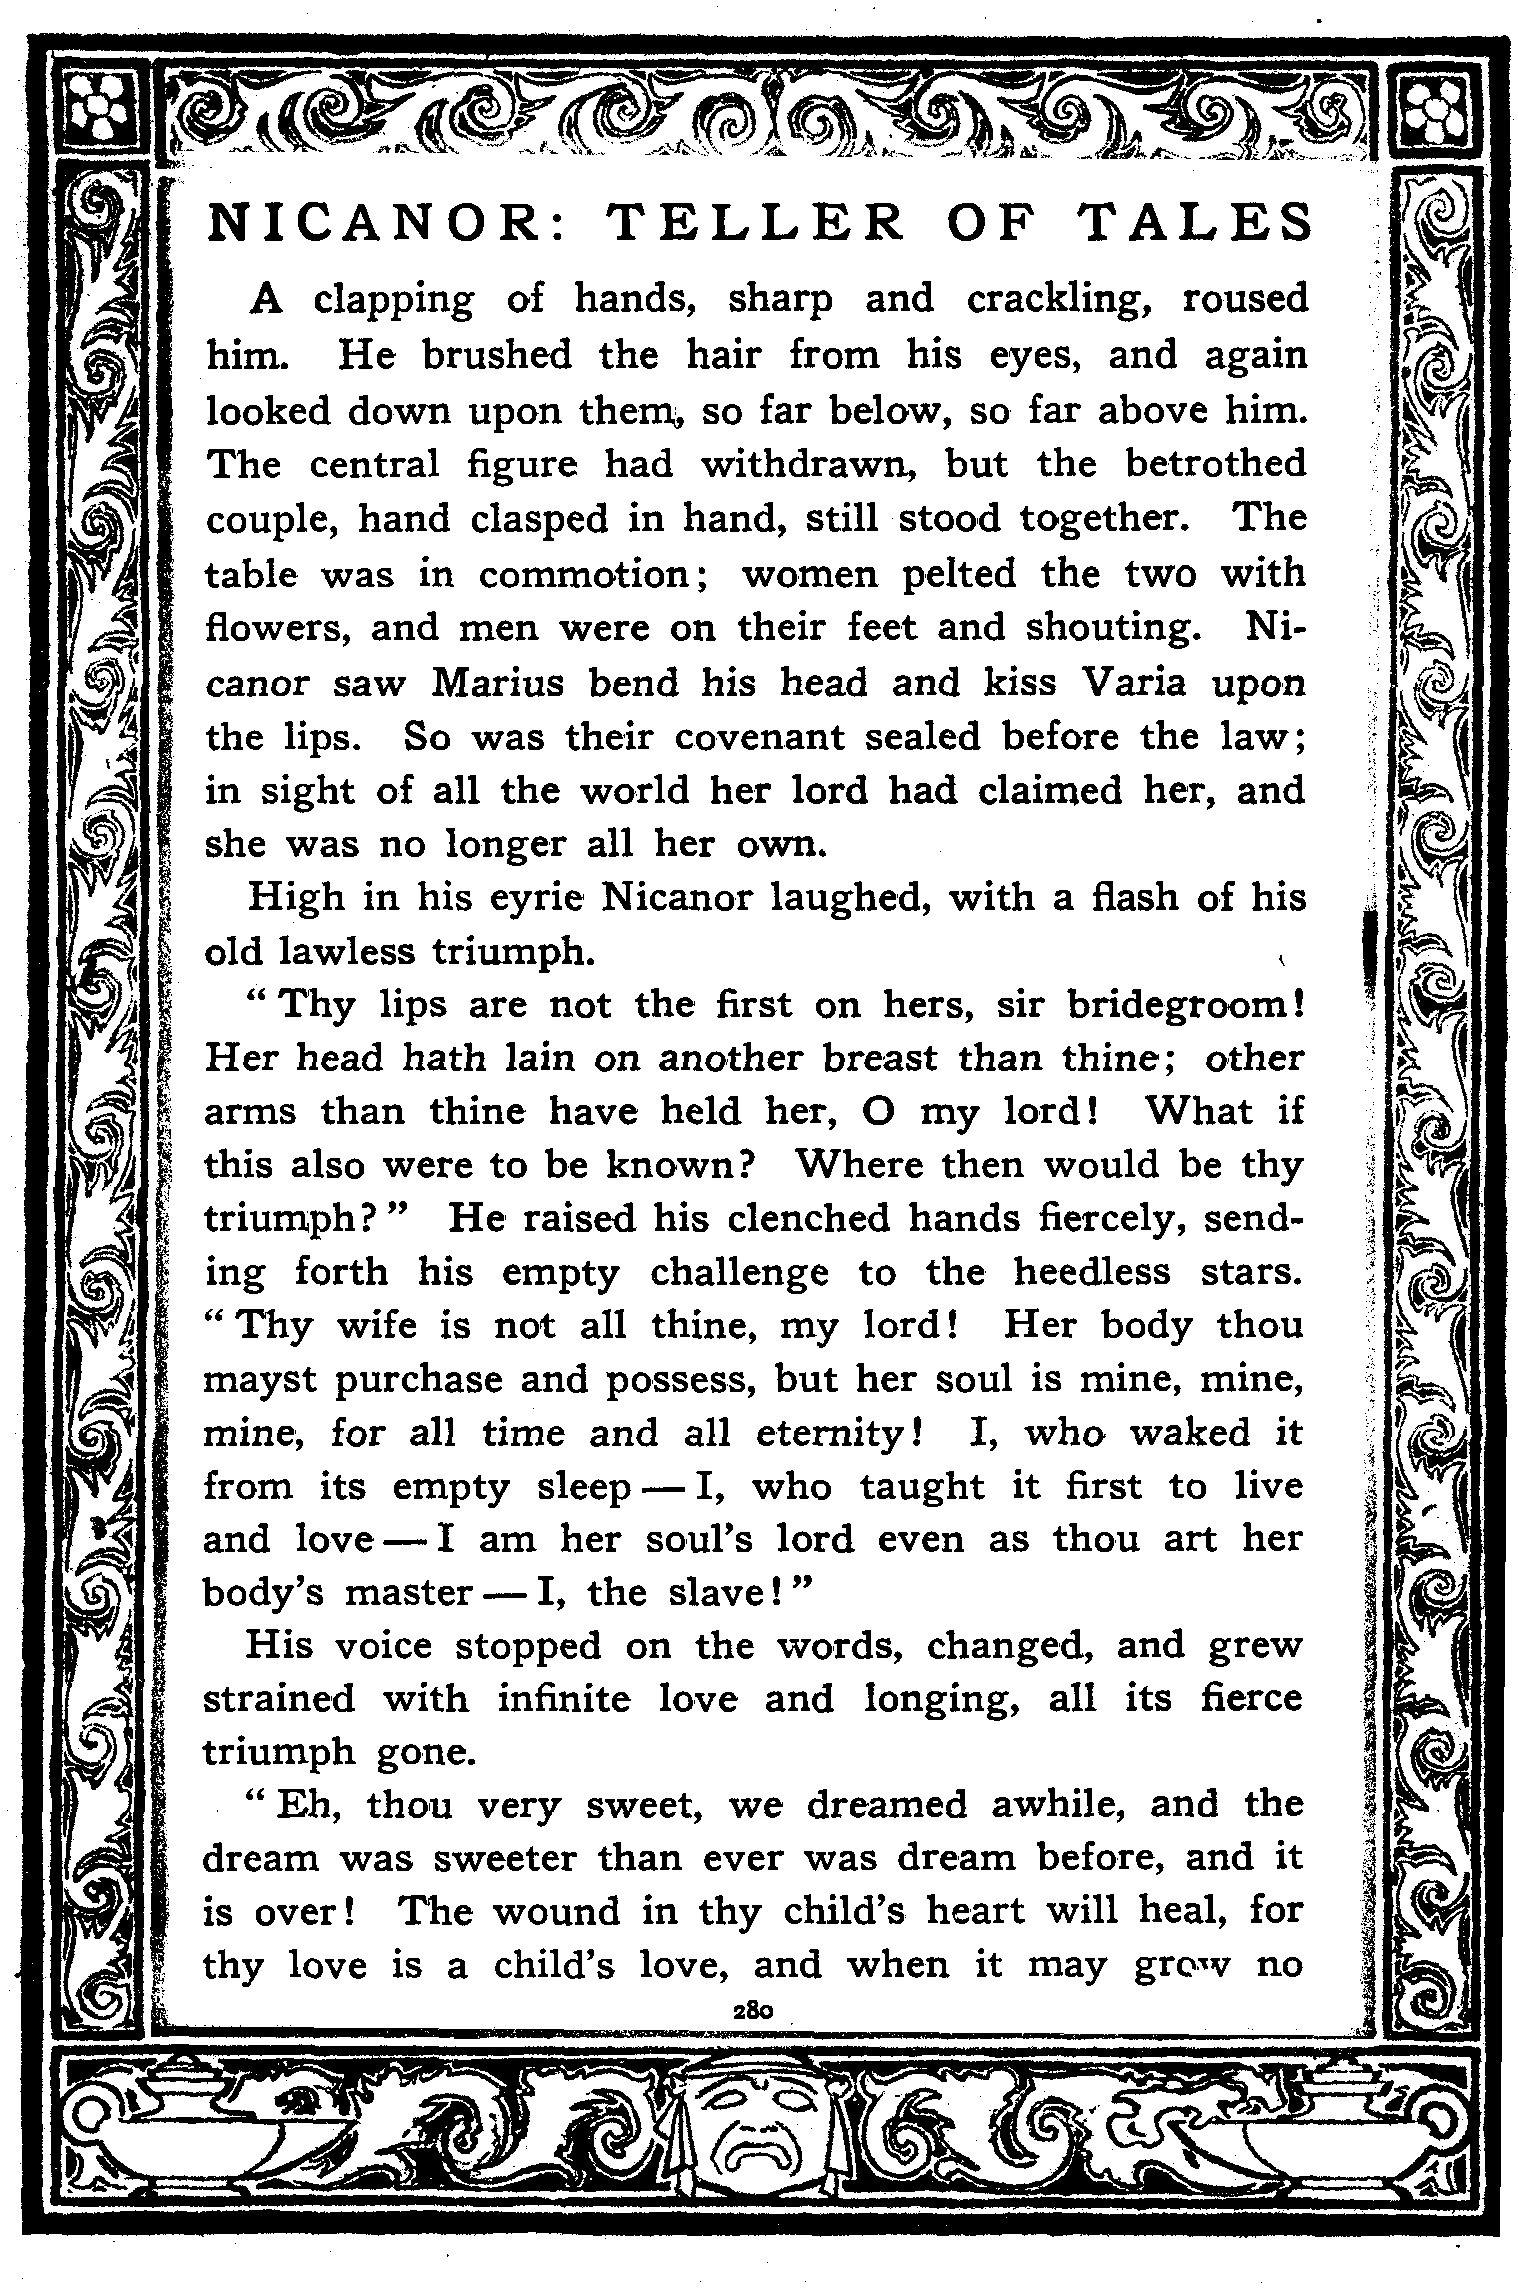 NICANOR: TELLER OF TALES
A clapping of hands, sharp and crackling, roused
him. He brushed the hair from his eyes, and again
looked down upon them, so far below, so far above him.
The central figure had withdrawn, but the betrothed
couple, hand clasped in hand, still stood together. The
table was in commotion; women pelted the two with
flowers, and men were on their feet and shouting. Ni-
canor saw Marius bend his head and kiss Varia upon
the lips. So was their covenant sealed before the law;
in sight of all the world her lord had claimed her, and
she was no longer all her own.
High in his eyrie Nicanor laughed, with a flash of his
old lawless triumph.
“Thy lips are not the first on hers, sir bridegroom!
Her head hath lain on another breast than thine; other
arms than thine have held her, O my lord! What if
this also were to be known? Where then would be thy
triumph?” He raised his clenched hands fiercely, send-
ing forth his empty challenge to the heedless stars.
“Thy wife is not all thine, my lord! Her body thou
mayst purchase and possess, but her soul is mine, mine,
mine, for all time and all eternity! I, who waked it
from its empty sleep — I, who taught it first to live
and love — I am her soul’s lord even as thou art her
body’s master — I, the slave!”
His voice stopped on the words, changed, and grew
strained with infinite love and longing, all its fierce
triumph gone.
“Eh, thou very sweet, we dreamed awhile, and the
dream was sweeter than ever was dream before, and it
is over! The wound in thy child’s heart will heal, for
thy love is a child’s love, and when it may grow no
280